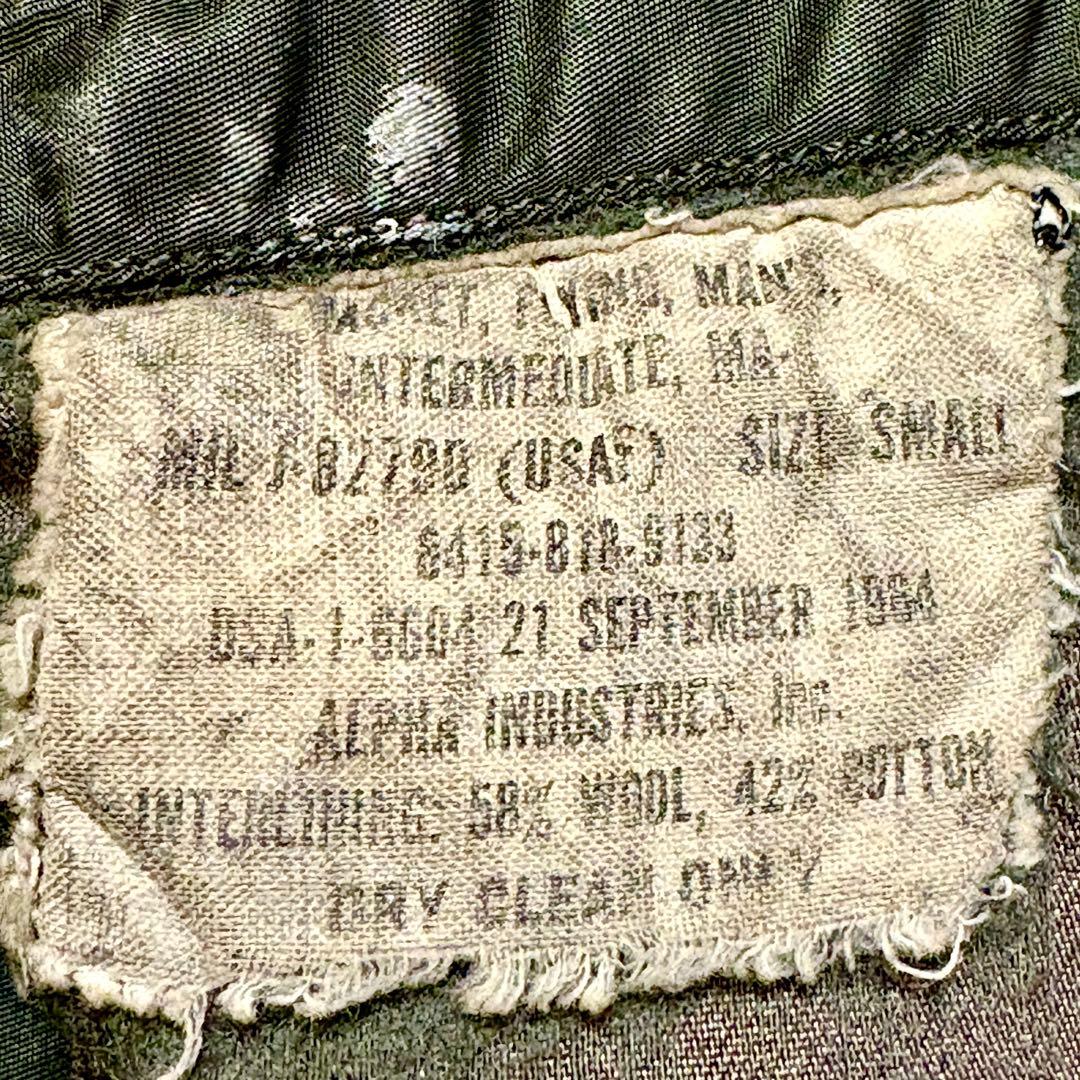 JACKET, FLYING, MAN'S,
INTERMEDIATE, MA-
MIL-J-8279D (USAF) SIZE SMALL
8415-818-9133
DSA-1-6604 21 SEPTEMBER 1964
ALPHA INDUSTRIES, Inc.
INTERLINING: 58% WOOL, 42% COTTON
DRY CLEAN ONLY